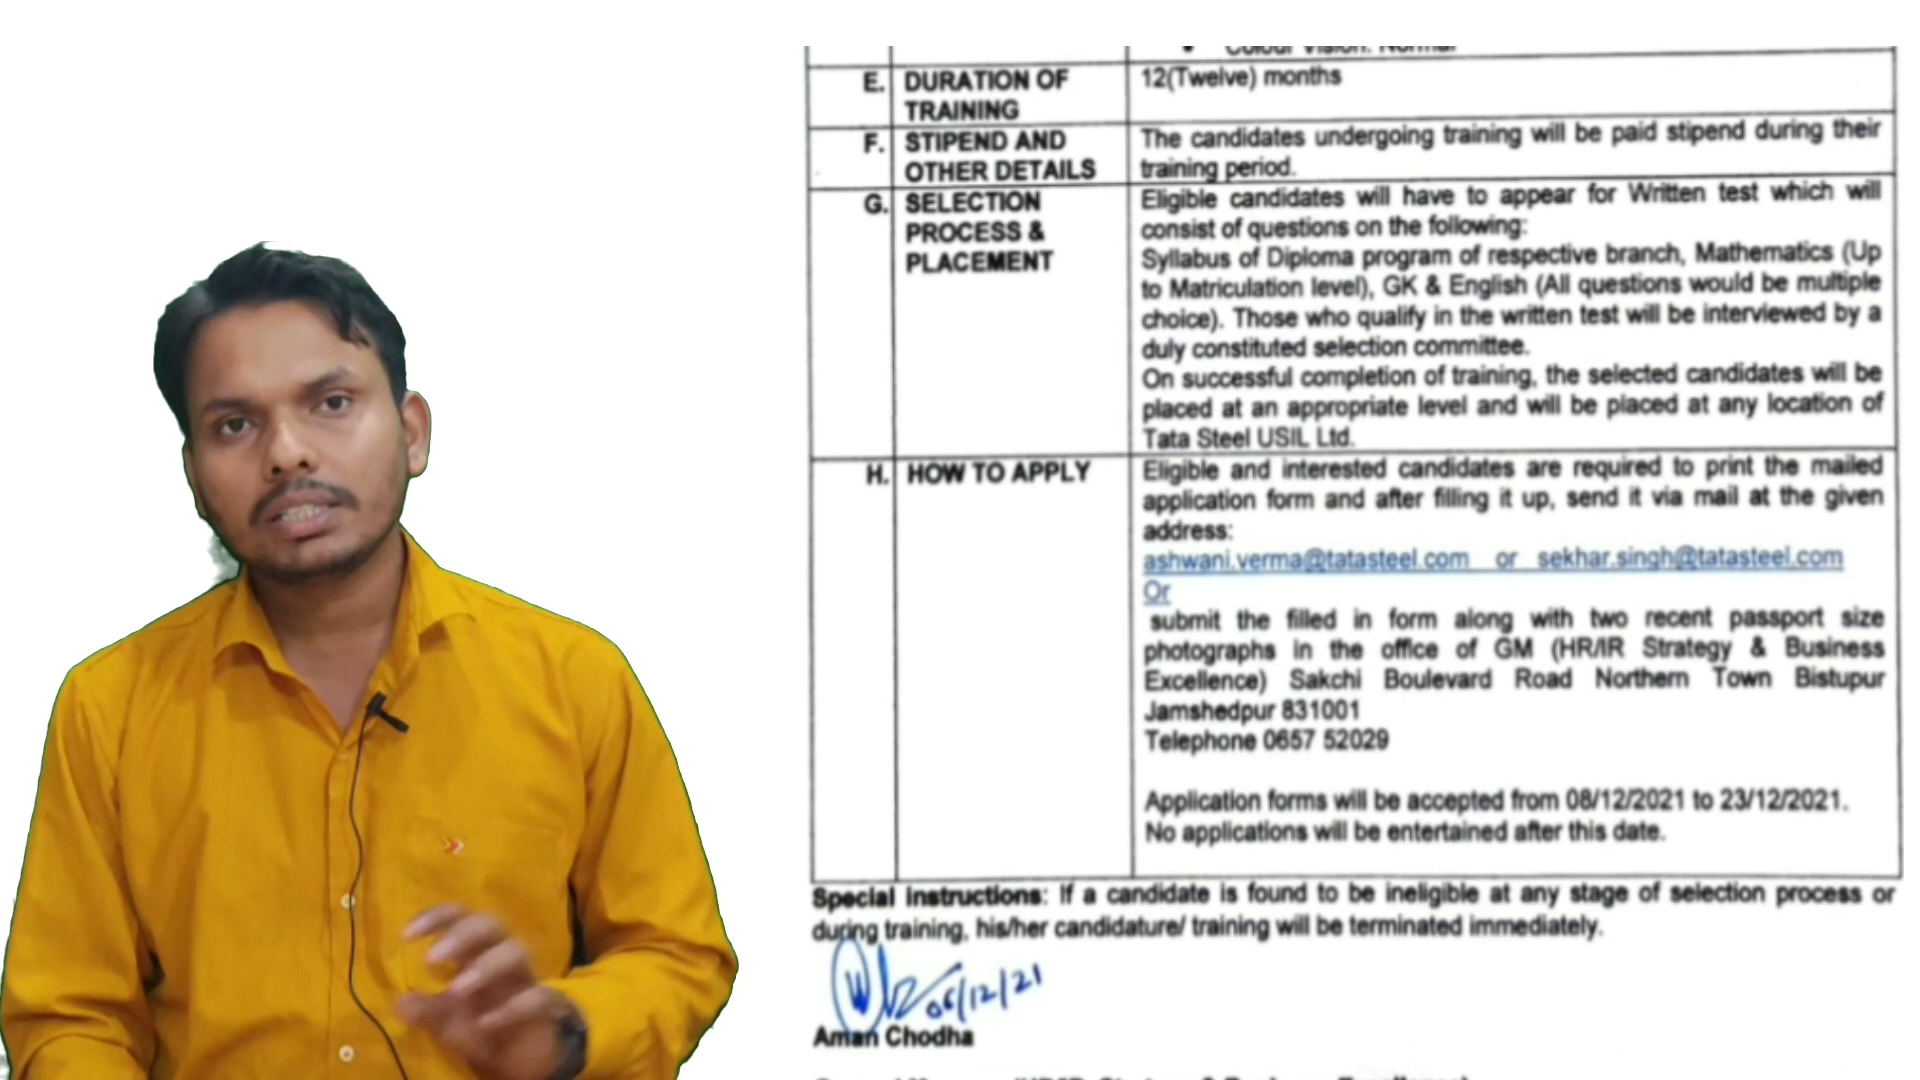 Colour Vision: Normal
E. DURATION OF TRAINING
12(Twelve) months
F. STIPEND AND OTHER DETAILS
The candidates undergoing training will be paid stipend during their
training period.
G. SELECTION PROCESS & PLACEMENT
Eligible candidates will have to appear for Written test which will
consist of questions on the following:
Syllabus of Diploma program of respective branch, Mathematics (Up
to Matriculation level), GK & English (All questions would be multiple
choice). Those who qualify in the written test will be interviewed by a
duly constituted selection committee.
On successful completion of training, the selected candidates will be
placed at an appropriate level and will be placed at any location of
Tata Steel USIL Ltd.
H. HOW TO APPLY
Eligible and interested candidates are required to print the mailed
application form and after filling it up, send it via mail at the given
address:
ashwani.verma@tatasteel.com or sekhar.singh@tatasteel.com
Or
submit the filled in form along with two recent passport size
photographs in the office of GM (HR/IR Strategy & Business
Excellence) Sakchi Boulevard Road Northern Town Bistupur
Jamshedpur 831001
Telephone 0657 52029
Application forms will be accepted from 08/12/2021 to 23/12/2021.
No applications will be entertained after this date.
Special Instructions: If a candidate is found to be ineligible at any stage of selection process or
during training, his/her candidature/ training will be terminated immediately.
06/12/21
Aman Chodha